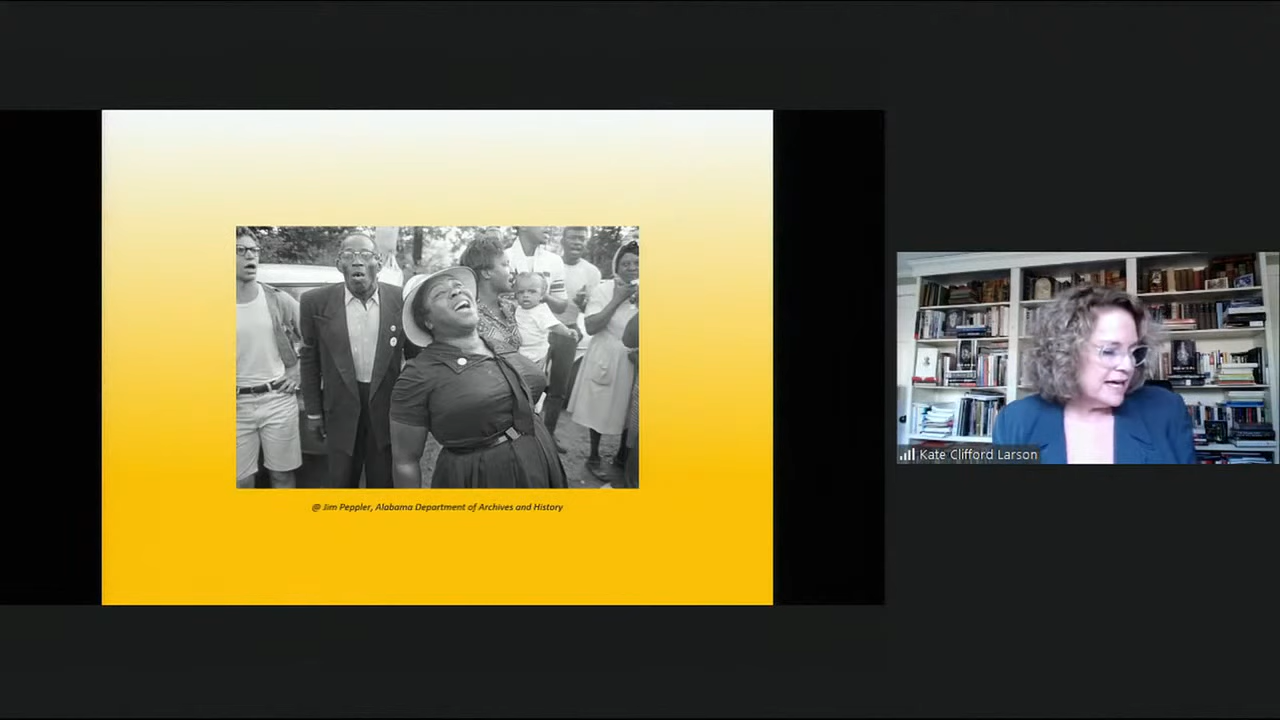 @ Jim Peppler, Alabama Department of Archives and History
Kate Clifford Larson